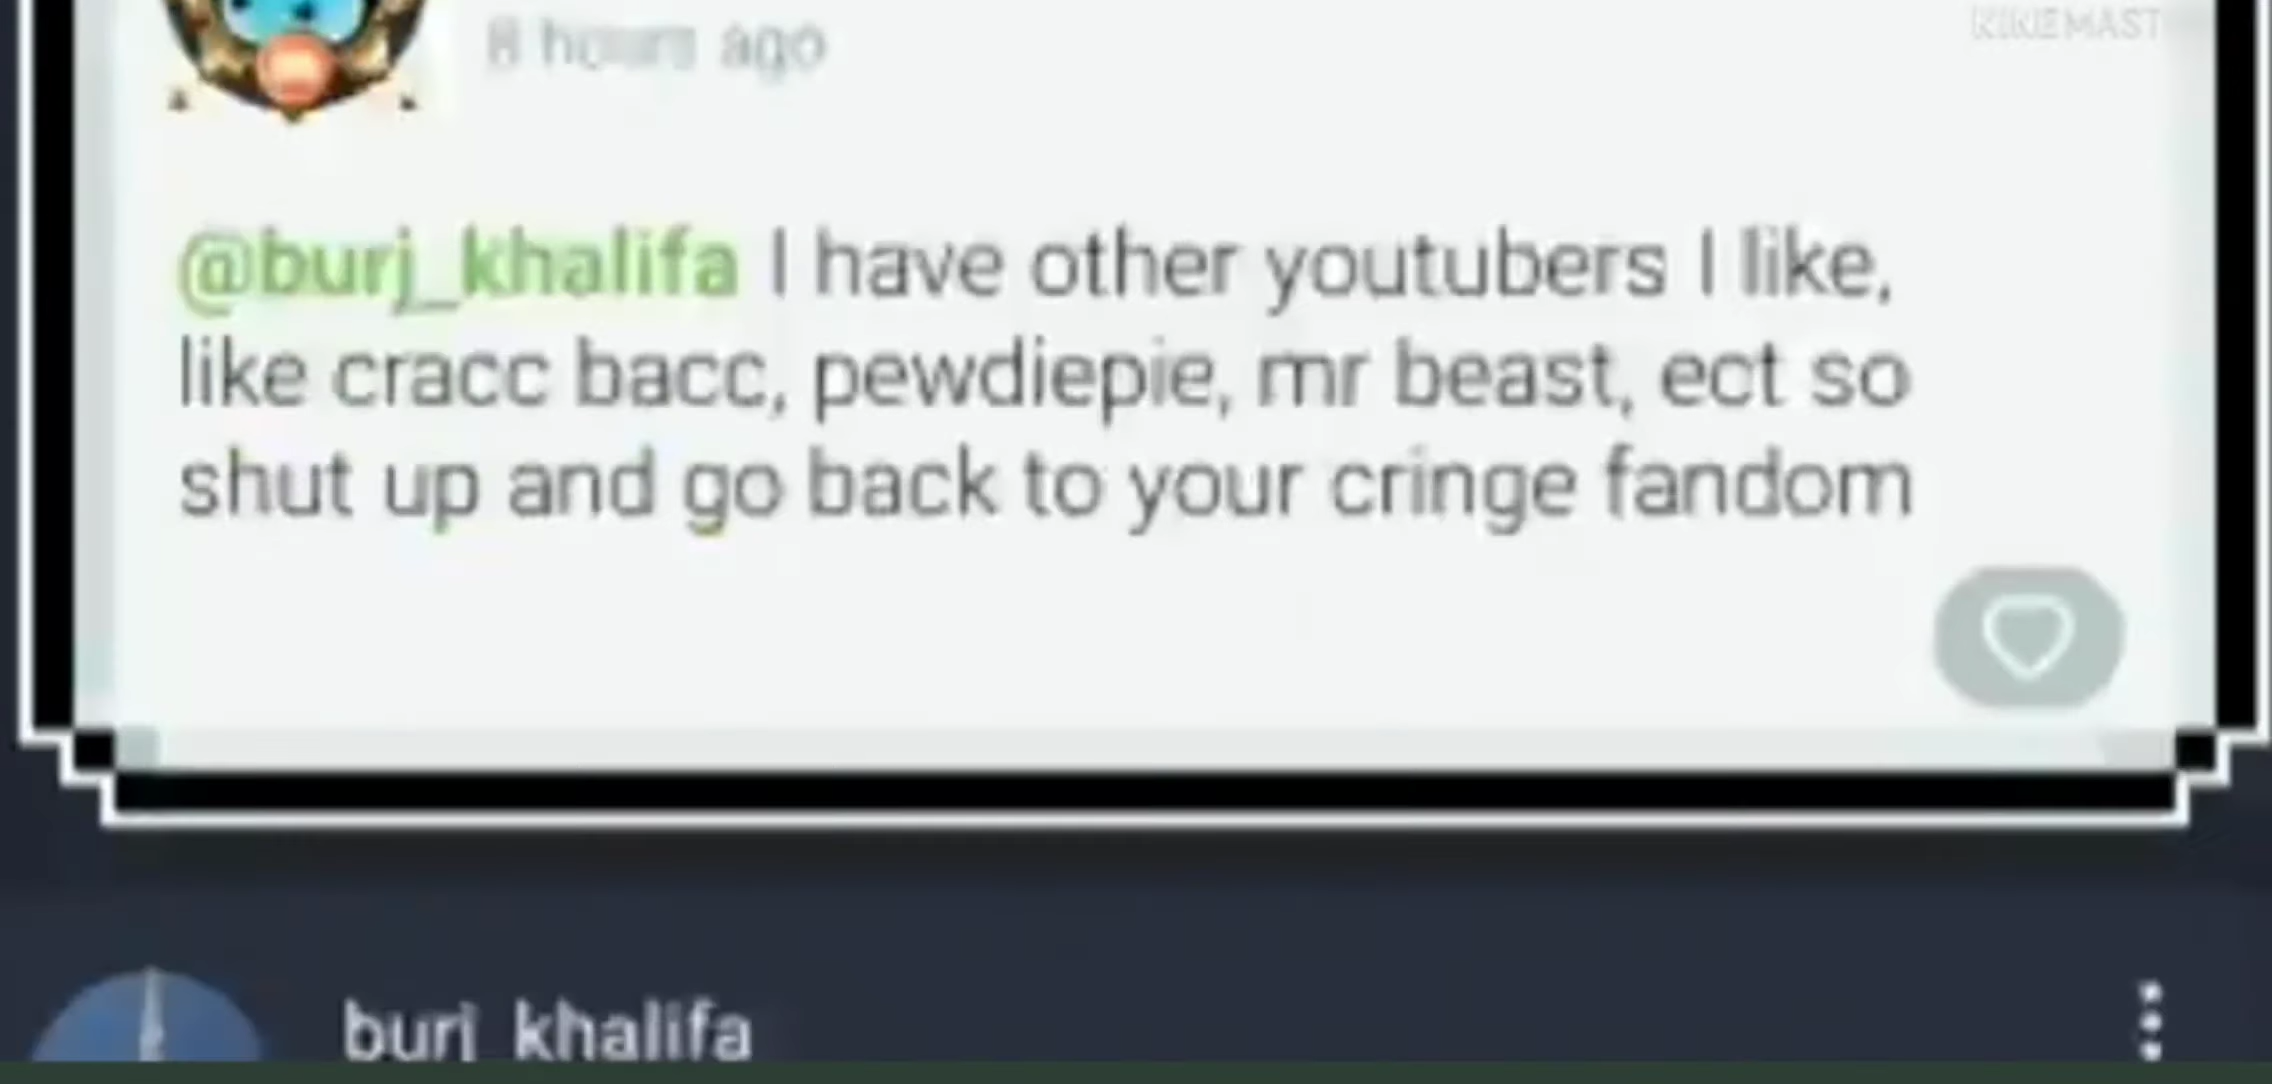 8 hours ago
KINEMAST
@burj_khalifa I have other youtubers I like,
like cracc bacc, pewdiepie, mr beast, ect so
shut up and go back to your cringe fandom
burj_khalifa